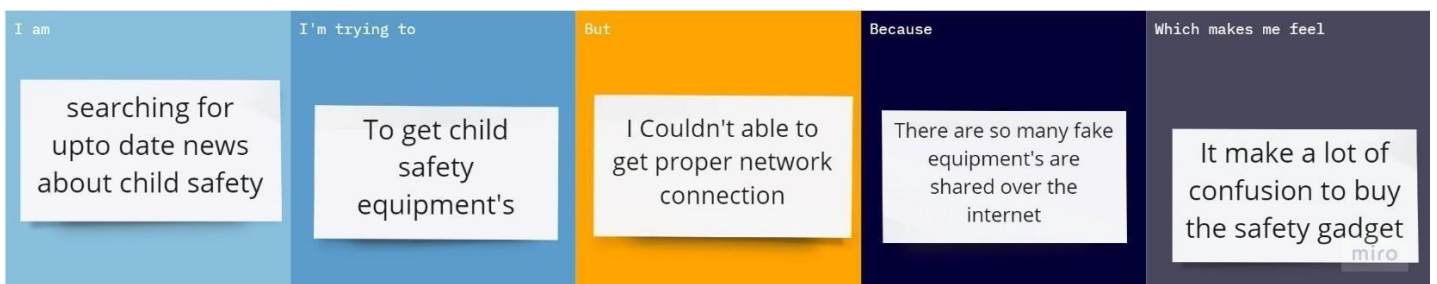 I am
searching for
upto date news
about child safety
I'm trying to
To get child
safety
equipment's
But
I Couldn't able to
get proper network
connection
Because
There are so many fake
equipment's are
shared over the
internet
Which makes me feel
It make a lot of
confusion to buy
the safety gadget
miro